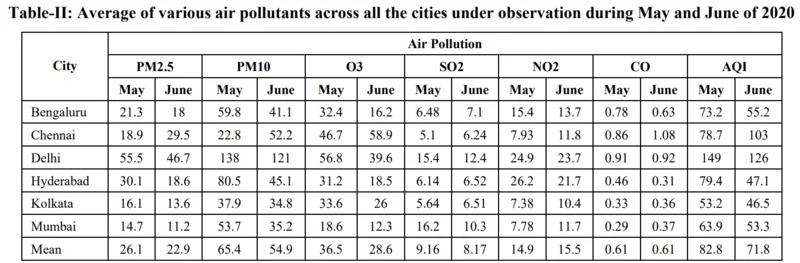 Table-II: Average of various air pollutants across all the cities under observation during May and June of 2020
City Air Pollution
PM2.5 PM10 O3 SO2 NO2 CO AQI
May June May June May June May June May June May June May June
Bengaluru 21.3 18 59.8 41.1 32.4 16.2 6.48 7.1 15.4 13.7 0.78 0.63 73.2 55.2
Chennai 18.9 29.5 22.8 52.2 46.7 58.9 5.1 6.24 7.93 11.8 0.86 1.08 78.7 103
Delhi 55.5 46.7 138 121 56.8 39.6 15.4 12.4 24.9 23.7 0.91 0.92 149 126
Hyderabad 30.1 18.6 80.5 45.1 31.2 18.5 6.14 6.52 26.2 21.7 0.46 0.31 79.4 47.1
Kolkata 16.1 13.6 37.9 34.8 33.6 26 5.64 6.51 7.38 10.4 0.33 0.36 53.2 46.5
Mumbai 14.7 11.2 53.7 35.2 18.6 12.3 16.2 10.3 7.78 11.7 0.29 0.37 63.9 53.3
Mean 26.1 22.9 65.4 54.9 36.5 28.6 9.16 8.17 14.9 15.5 0.61 0.61 82.8 71.8